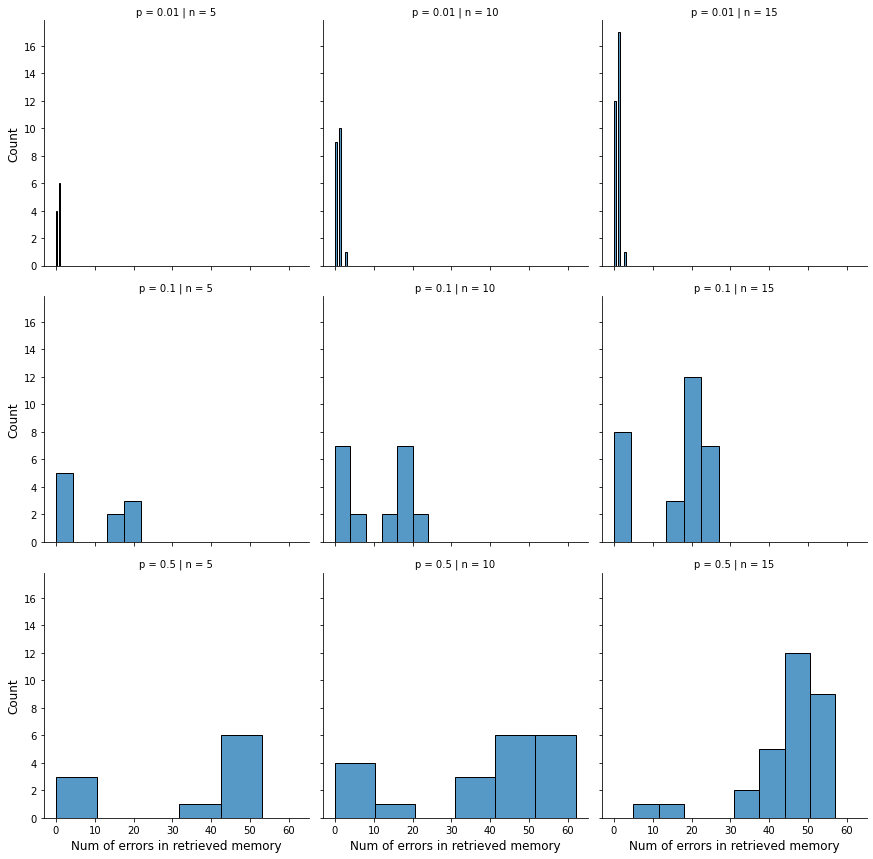 p = 0.01 | n = 5
p = 0.01 | n = 10
p = 0.01 | n = 15
16
14
12
10
8
6
4
2
0
Count
p = 0.1 | n = 5
p = 0.1 | n = 10
p = 0.1 | n = 15
16
14
12
10
8
6
4
2
0
Count
p = 0.5 | n = 5
p = 0.5 | n = 10
p = 0.5 | n = 15
16
14
12
10
8
6
4
2
0
Count
0 10 20 30 40 50 60
0 10 20 30 40 50 60
0 10 20 30 40 50 60
Num of errors in retrieved memory
Num of errors in retrieved memory
Num of errors in retrieved memory